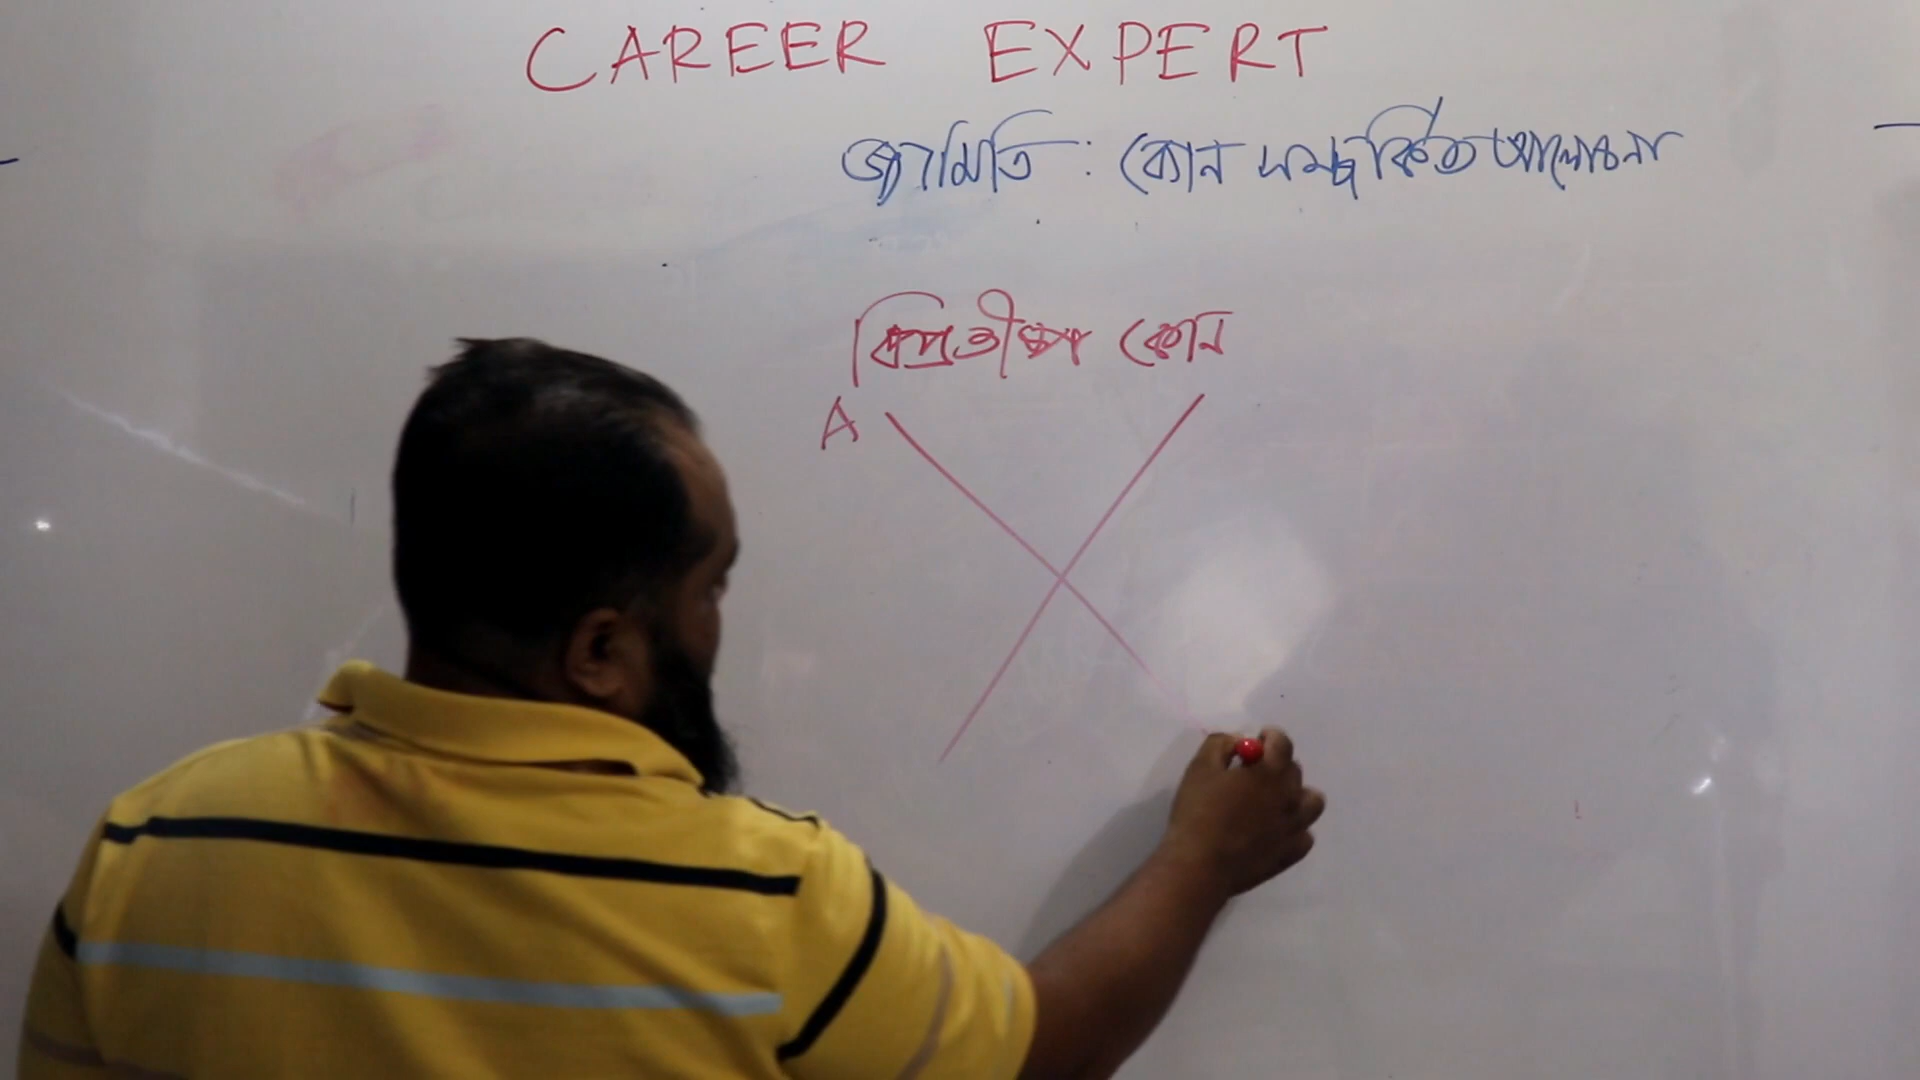 CAREER EXPERT
জ্যামিতি : কোন সম্পর্কিত আলোচনা
বিপ্রতীপ কোন
A